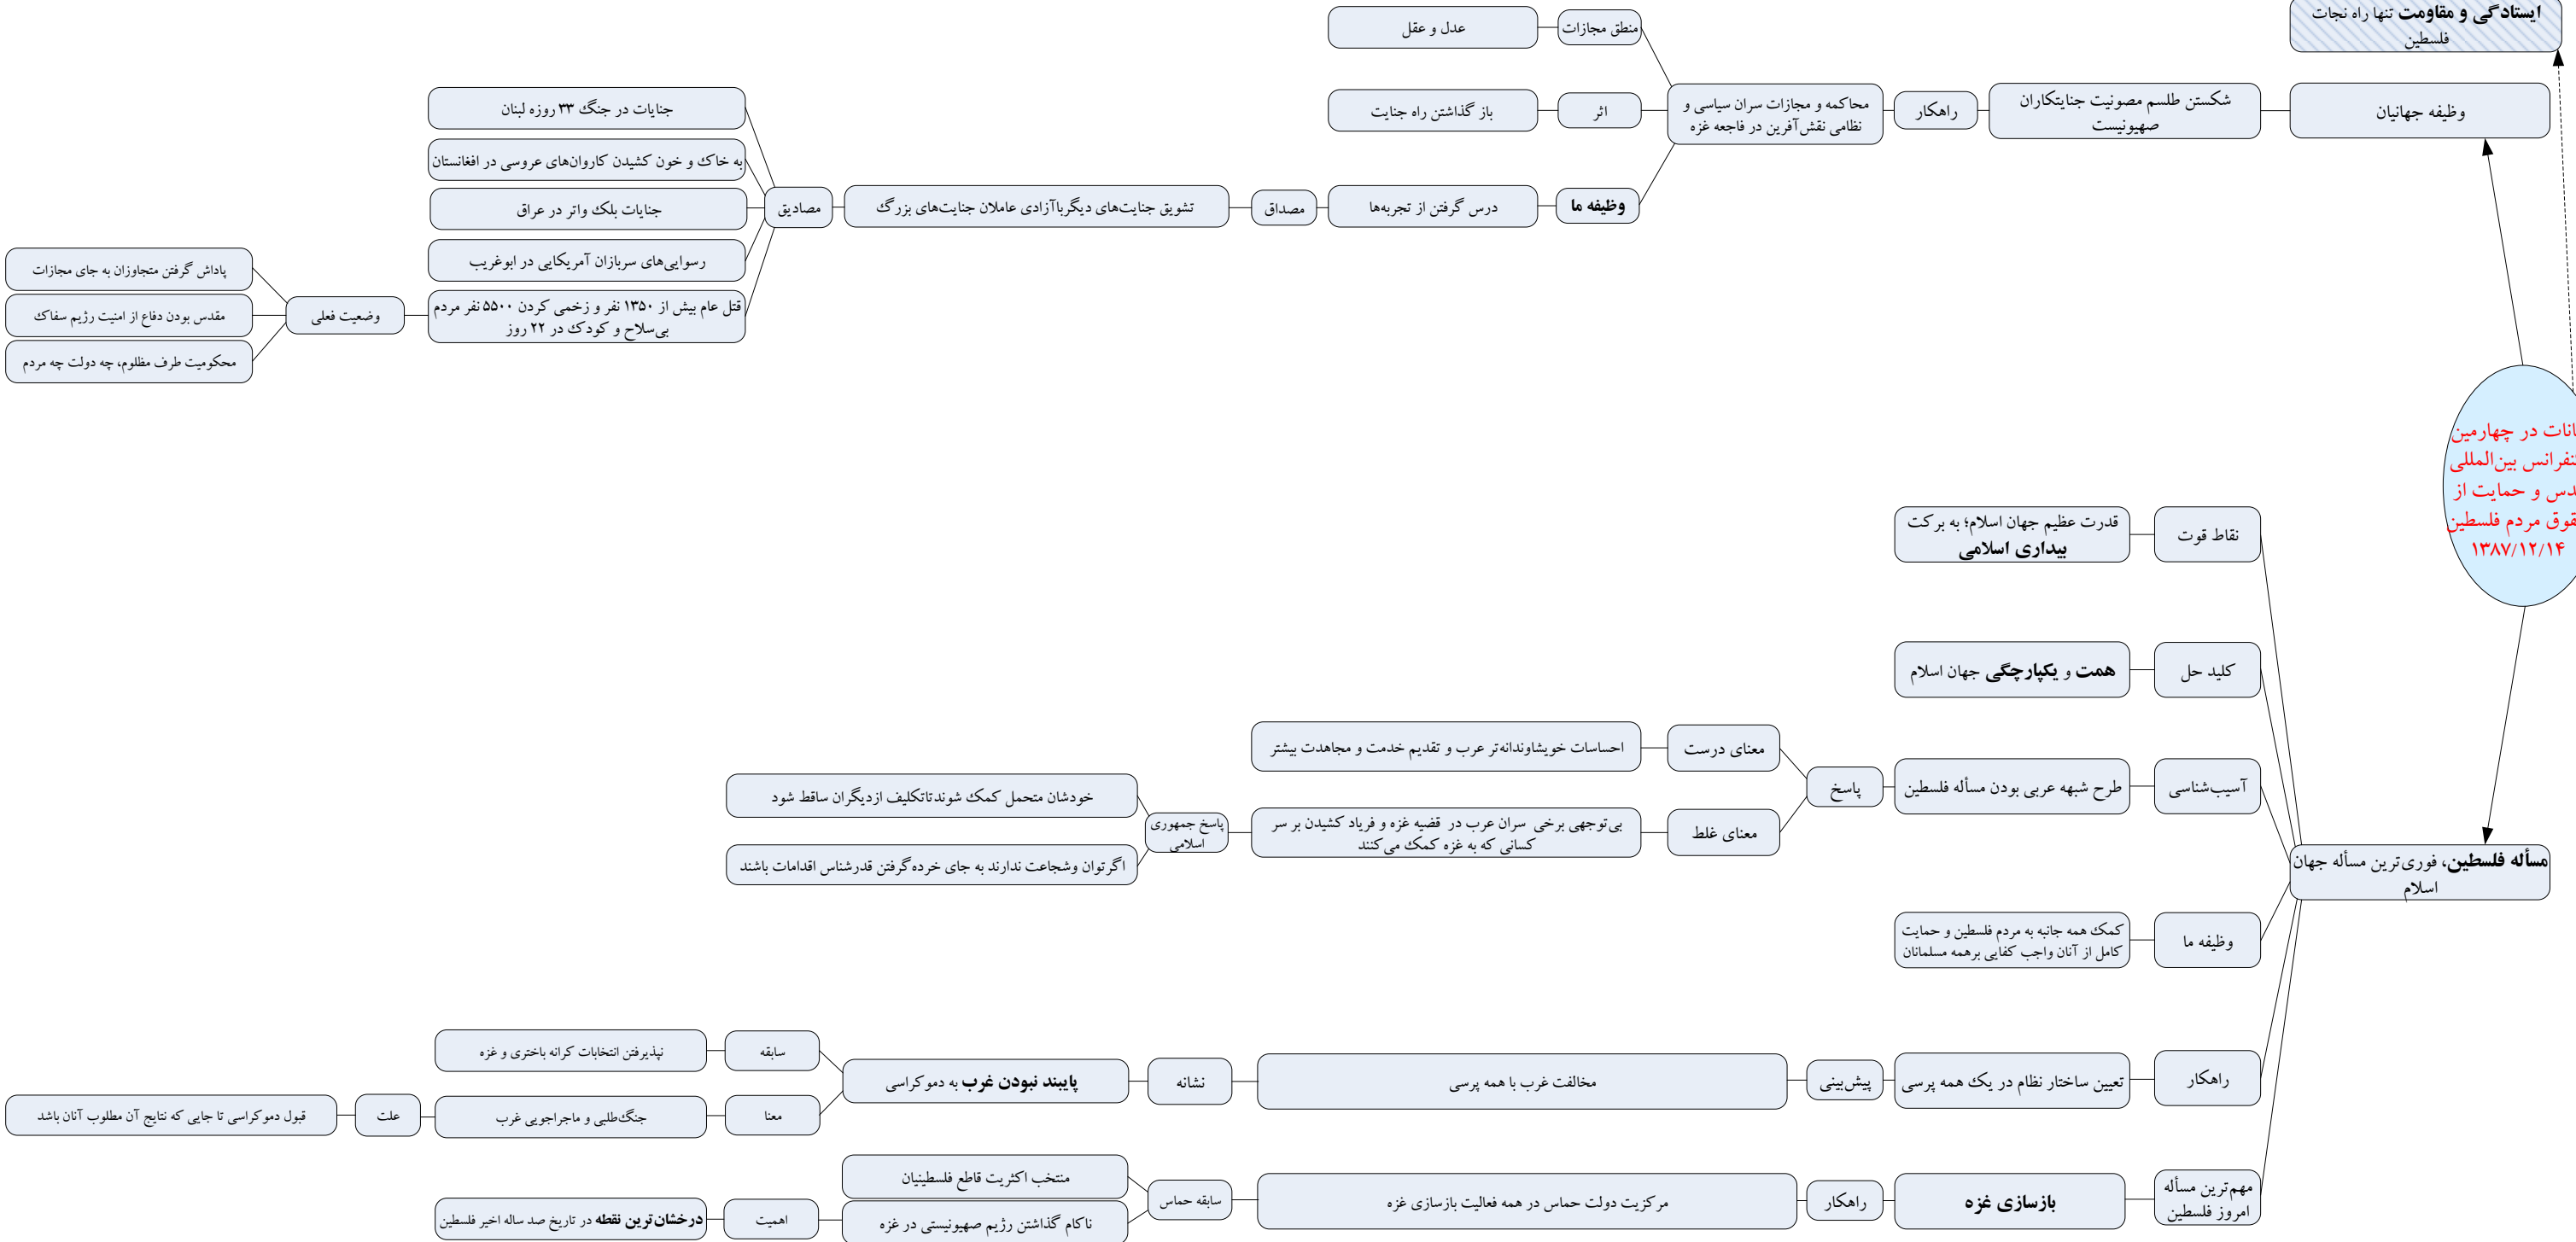 ایستادگی و مقاومت تنها راه نجات
فلسطین
وظیفه جهانیان
شکستن طلسم مصونیت جنایتکاران
صهیونیست
راهکار
محاکمه و مجازات سران سیاسی و
نظامی نقش‌آفرین در فاجعه غزه
منطق مجازات
عدل و عقل
اثر
باز گذاشتن راه جنایت
وظیفه ما
درس گرفتن از تجربه‌ها
مصداق
تشویق جنایت‌های دیگرباآزادی عاملان جنایت‌های بزرگ
مصادیق
جنایات در جنگ ۳۳ روزه لبنان
به خاک و خون کشیدن کاروان‌های عروسی در افغانستان
جنایات بلک واتر در عراق
رسوایی‌های سربازان آمریکایی در ابوغریب
قتل عام بیش از ۱۳۵۰ نفر و زخمی کردن ۵۵۰۰ نفر مردم
بی‌سلاح و کودک در ۲۲ روز
وضعیت فعلی
پاداش گرفتن متجاوزان به جای مجازات
مقدس بودن دفاع از امنیت رژیم سفاک
محکومیت طرف مظلوم، چه دولت چه مردم
در چهارمین
بین‌المللی
و حمایت از
مردم فلسطین
۱۳۸۷/۱۲/۱۴
مسأله فلسطین، فوری‌ترین مسأله جهان
اسلام
نقاط قوت
قدرت عظیم جهان اسلام؛ به برکت
بیداری اسلامی
کلید حل
همت و یکپارچگی جهان اسلام
آسیب‌شناسی
طرح شبهه عربی بودن مسأله فلسطین
پاسخ
معنای درست
احساسات خویشاوندانه‌تر عرب و تقدیم خدمت و مجاهدت بیشتر
معنای غلط
بی‌توجهی برخی سران عرب در قضیه غزه و فریاد کشیدن بر سر
کسانی که به غزه کمک می‌کنند
پاسخ جمهوری
اسلامی
خودشان متحمل کمک شوندتاتکلیف ازدیگران ساقط شود
اگرتوان وشجاعت ندارند به جای خرده‌گرفتن قدرشناس اقدامات باشند
وظیفه ما
کمک همه جانبه به مردم فلسطین و حمایت
کامل از آنان واجب کفایی برهمه مسلمانان
راهکار
تعیین ساختار نظام در یک همه پرسی
پیش‌بینی
مخالفت غرب با همه پرسی
نشانه
پایبند نبودن غرب به دموکراسی
سابقه
نپذیرفتن انتخابات کرانه باختری و غزه
معنا
جنگ‌طلبی و ماجراجویی غرب
علت
قبول دموکراسی تا جایی که نتایج آن مطلوب آنان باشد
مهم‌ترین مسأله
امروز فلسطین
بازسازی غزه
راهکار
مرکزیت دولت حماس در همه فعالیت بازسازی غزه
سابقه حماس
منتخب اکثریت قاطع فلسطینیان
ناکام گذاشتن رژیم صهیونیستی در غزه
اهمیت
درخشان‌ترین نقطه در تاریخ صد ساله اخیر فلسطین